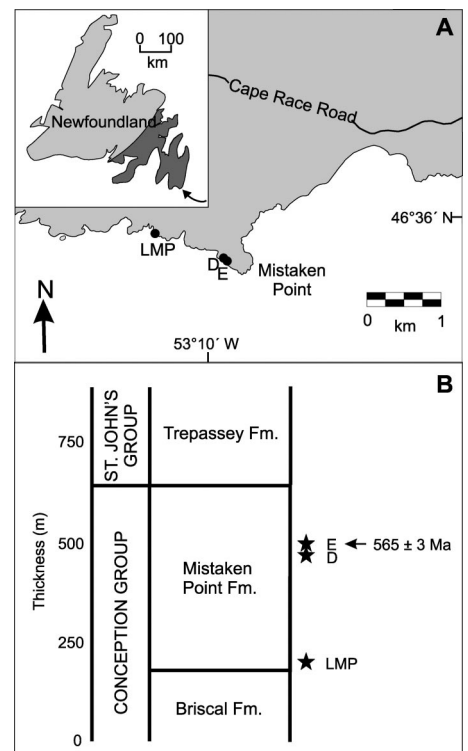 A
0 100
km
Newfoundland
Cape Race Road
46°36´ N
LMP
D
E
Mistaken
Point
N
0 1
km
53°10´ W
B
Thickness (m)
750
500
250
0
ST. JOHN'S
GROUP
CONCEPTION GROUP
Trepassey Fm.
Mistaken
Point Fm.
Briscal Fm.
E 565 ± 3 Ma
D
LMP